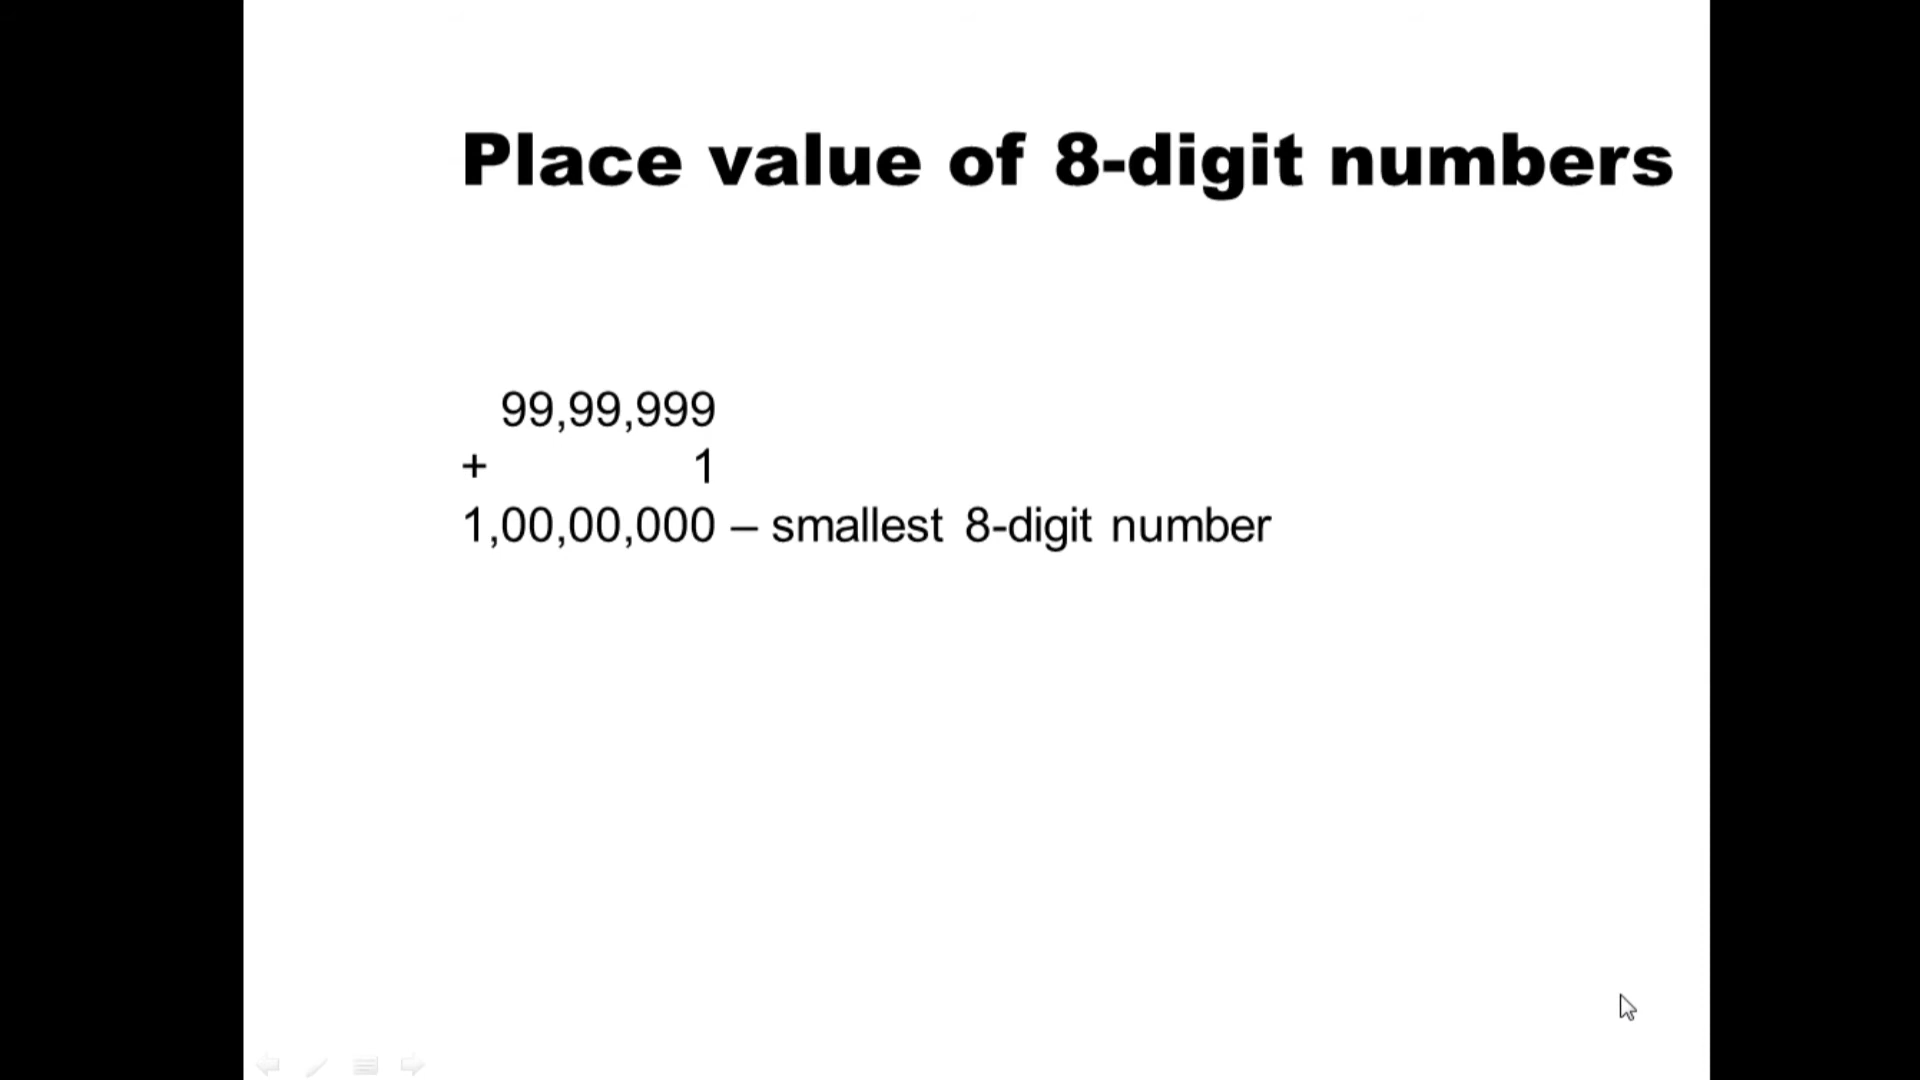 Place value of 8-digit numbers
99,99,999
+ 1
1,00,00,000 – smallest 8-digit number